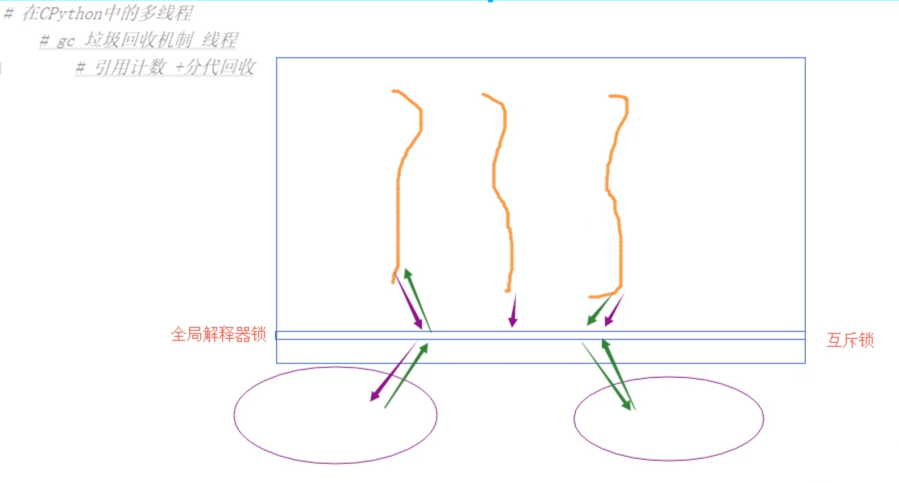 # 在CPython中的多线程
# gc 垃圾回收机制 线程
# 引用计数 +分代回收
全局解释器锁
互斥锁